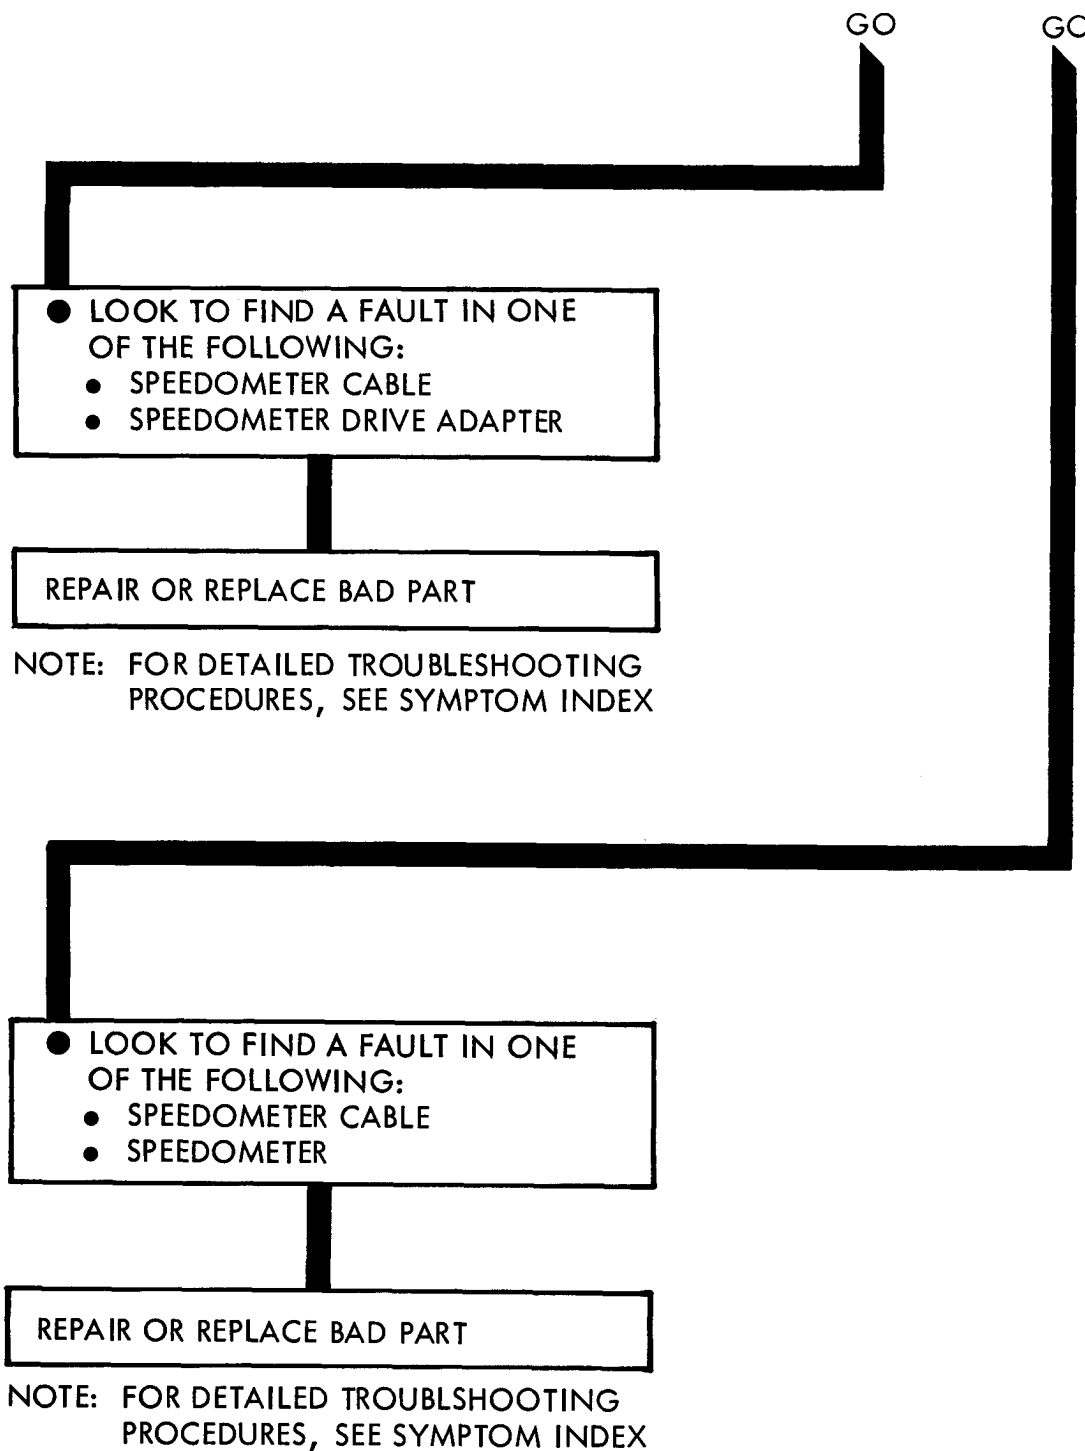 GO
GO
● LOOK TO FIND A FAULT IN ONE
OF THE FOLLOWING:
● SPEEDOMETER CABLE
● SPEEDOMETER DRIVE ADAPTER
REPAIR OR REPLACE BAD PART
NOTE: FOR DETAILED TROUBLESHOOTING
PROCEDURES, SEE SYMPTOM INDEX
● LOOK TO FIND A FAULT IN ONE
OF THE FOLLOWING:
● SPEEDOMETER CABLE
● SPEEDOMETER
REPAIR OR REPLACE BAD PART
NOTE: FOR DETAILED TROUBLSHOOTING
PROCEDURES, SEE SYMPTOM INDEX